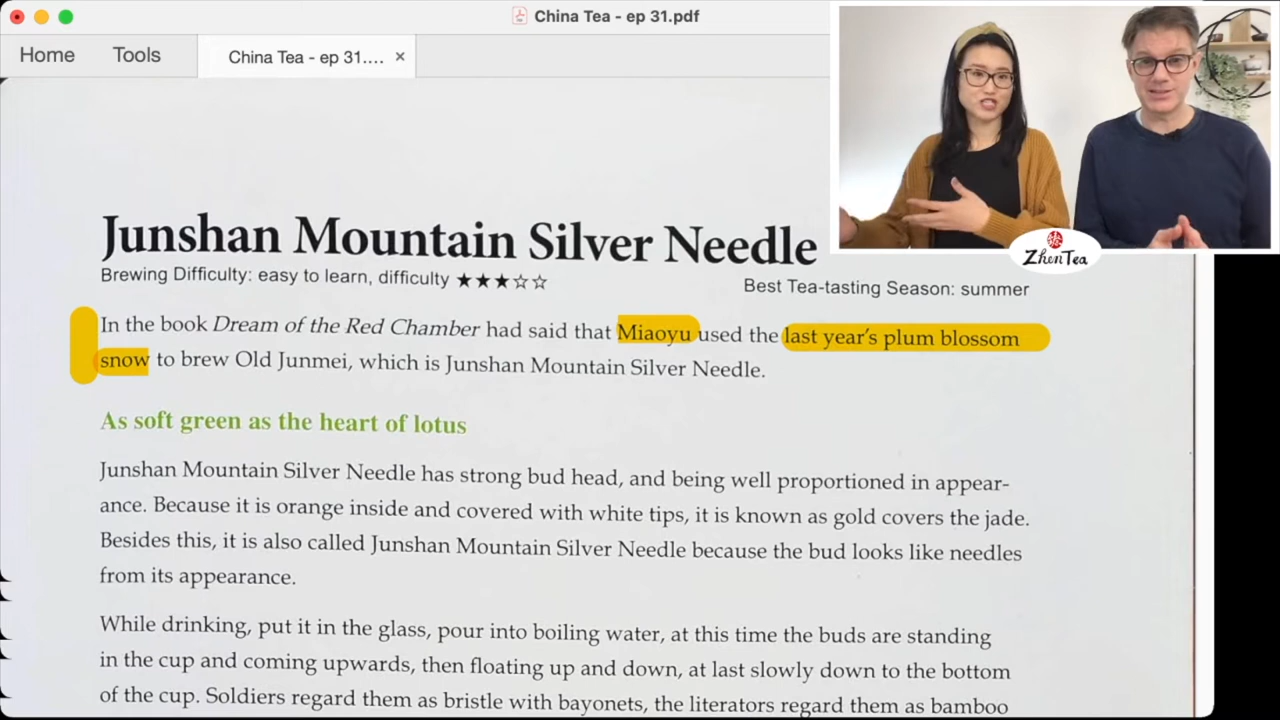 China Tea - ep 31.pdf
Home Tools China Tea - ep 31.... ×
ZhenTea
Junshan Mountain Silver Needle
Brewing Difficulty: easy to learn, difficulty ★★★☆☆ Best Tea-tasting Season: summer
In the book Dream of the Red Chamber had said that Miaoyu used the last year's plum blossom
snow to brew Old Junmei, which is Junshan Mountain Silver Needle.
As soft green as the heart of lotus
Junshan Mountain Silver Needle has strong bud head, and being well proportioned in appear-
ance. Because it is orange inside and covered with white tips, it is known as gold covers the jade.
Besides this, it is also called Junshan Mountain Silver Needle because the bud looks like needles
from its appearance.
While drinking, put it in the glass, pour into boiling water, at this time the buds are standing
in the cup and coming upwards, then floating up and down, at last slowly down to the bottom
of the cup. Soldiers regard them as bristle with bayonets, the literators regard them as bamboo